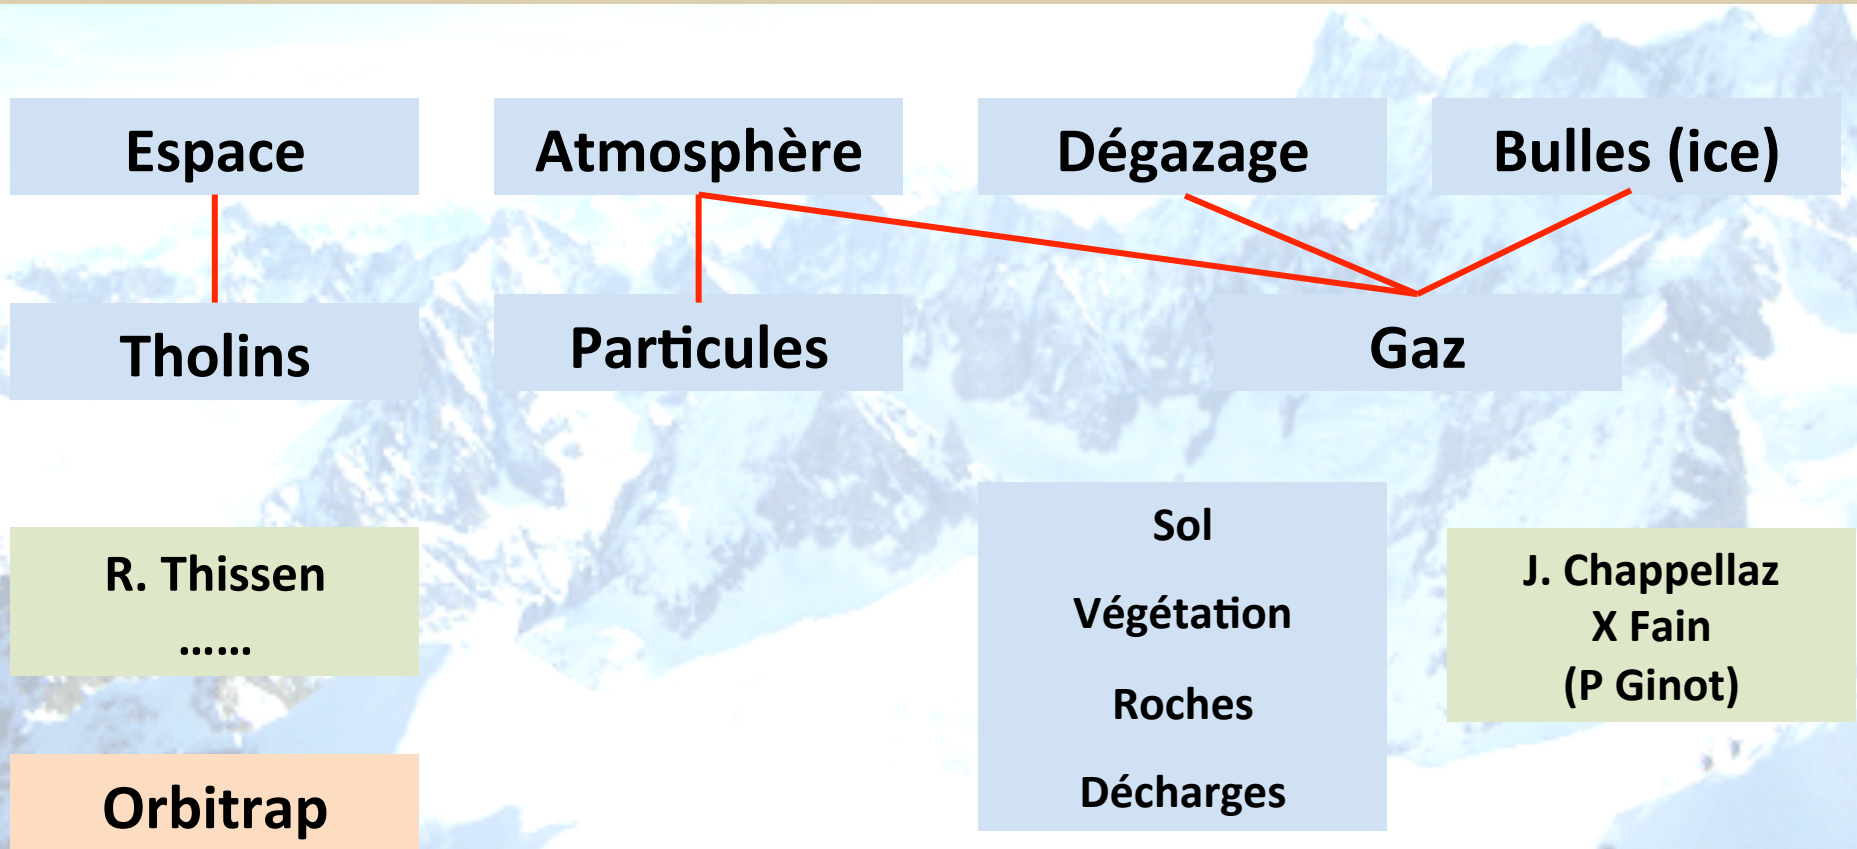 Espace
Atmosphère
Dégazage
Bulles (ice)
Tholins
Particules
Gaz
R. Thissen
......
Sol
Végétation
Roches
Décharges
J. Chappellaz
X Fain
(P Ginot)
Orbitrap